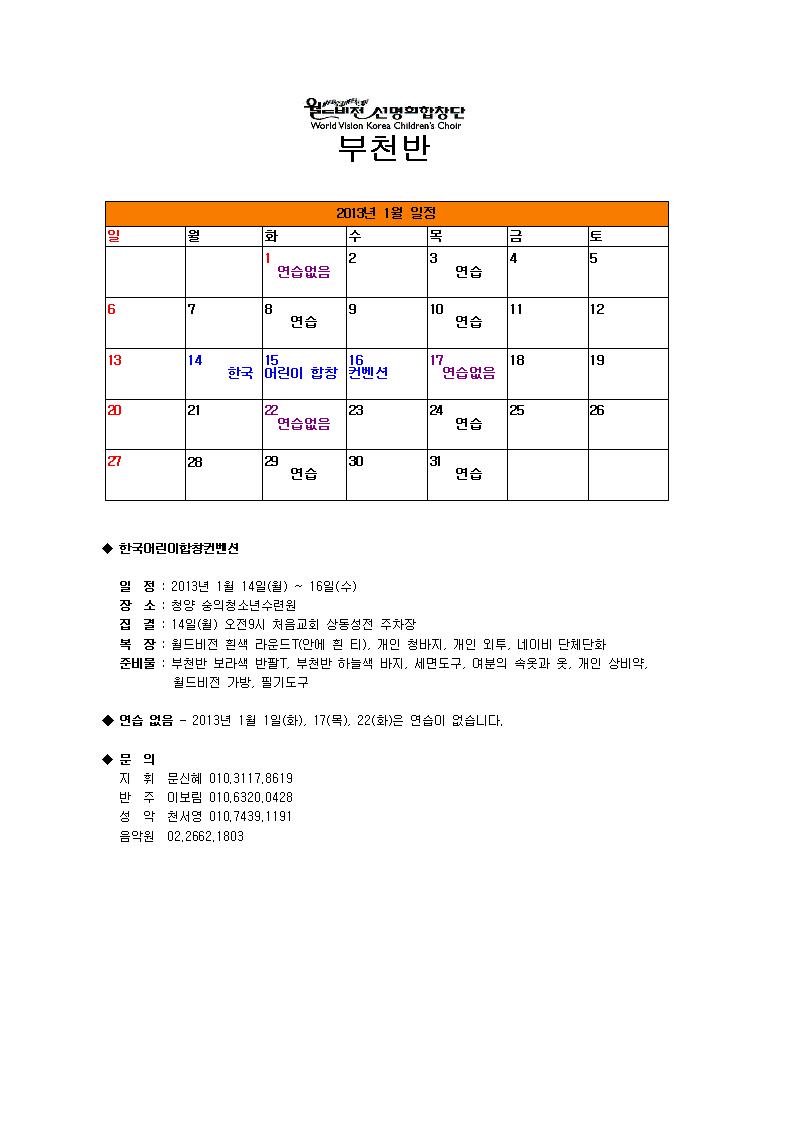 월드비전 선명회합창단
World Vision Korea Children's Choir
부천반
2013년 1월 일정
일 월 화 수 목 금 토
1 2 3 4 5
연습없음 연습
6 7 8 9 10 11 12
연습 연습
13 14 15 16 17 18 19
한국 어린이 합창 컨벤션 연습없음
20 21 22 23 24 25 26
연습없음 연습
27 28 29 30 31
연습 연습
◆ 한국어린이합창컨벤션
일 정 : 2013년 1월 14일(월) ~ 16일(수)
장 소 : 청양 숭의청소년수련원
집 결 : 14일(월) 오전9시 처음교회 상동성전 주차장
복 장 : 월드비전 흰색 라운드T(안에 흰 티), 개인 청바지, 개인 외투, 네이비 단체단화
준비물 : 부천반 보라색 반팔T, 부천반 하늘색 바지, 세면도구, 여분의 속옷과 옷, 개인 상비약,
월드비전 가방, 필기도구
◆ 연습 없음 - 2013년 1월 1일(화), 17(목), 22(화)은 연습이 없습니다.
◆ 문 의
지 휘 문신혜 010.3117.8619
반 주 이보림 010.6320.0428
성 악 천서영 010.7439.1191
음악원 02.2662.1803